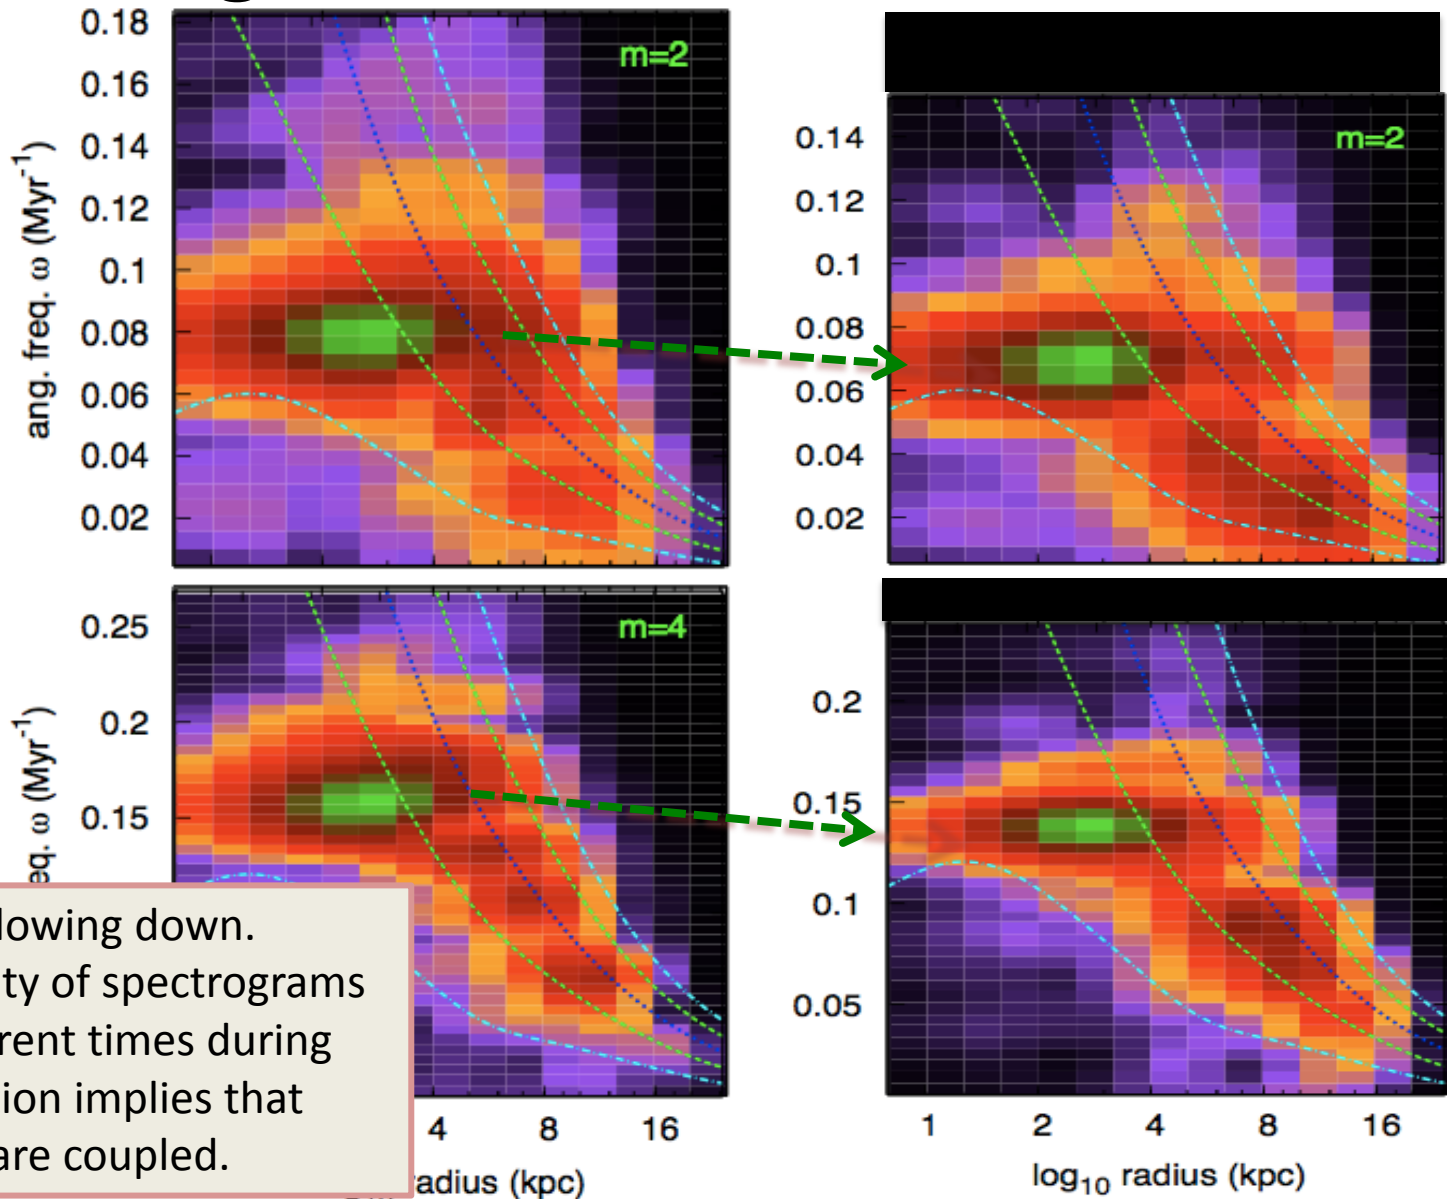 0.18
0.16
0.14
0.12
0.1
0.08
0.06
0.04
0.02
ang. freq. ω (Myr⁻¹)
m=2
0.14
0.12
0.1
0.08
0.06
0.04
0.02
m=2
0.25
0.2
0.15
eq. ω (Myr⁻¹)
m=4
0.2
0.15
0.1
0.05
lowing down.
ty of spectrograms
rent times during
ion implies that
are coupled.
4 8 16
adius (kpc)
1 2 4 8 16
log₁₀ radius (kpc)